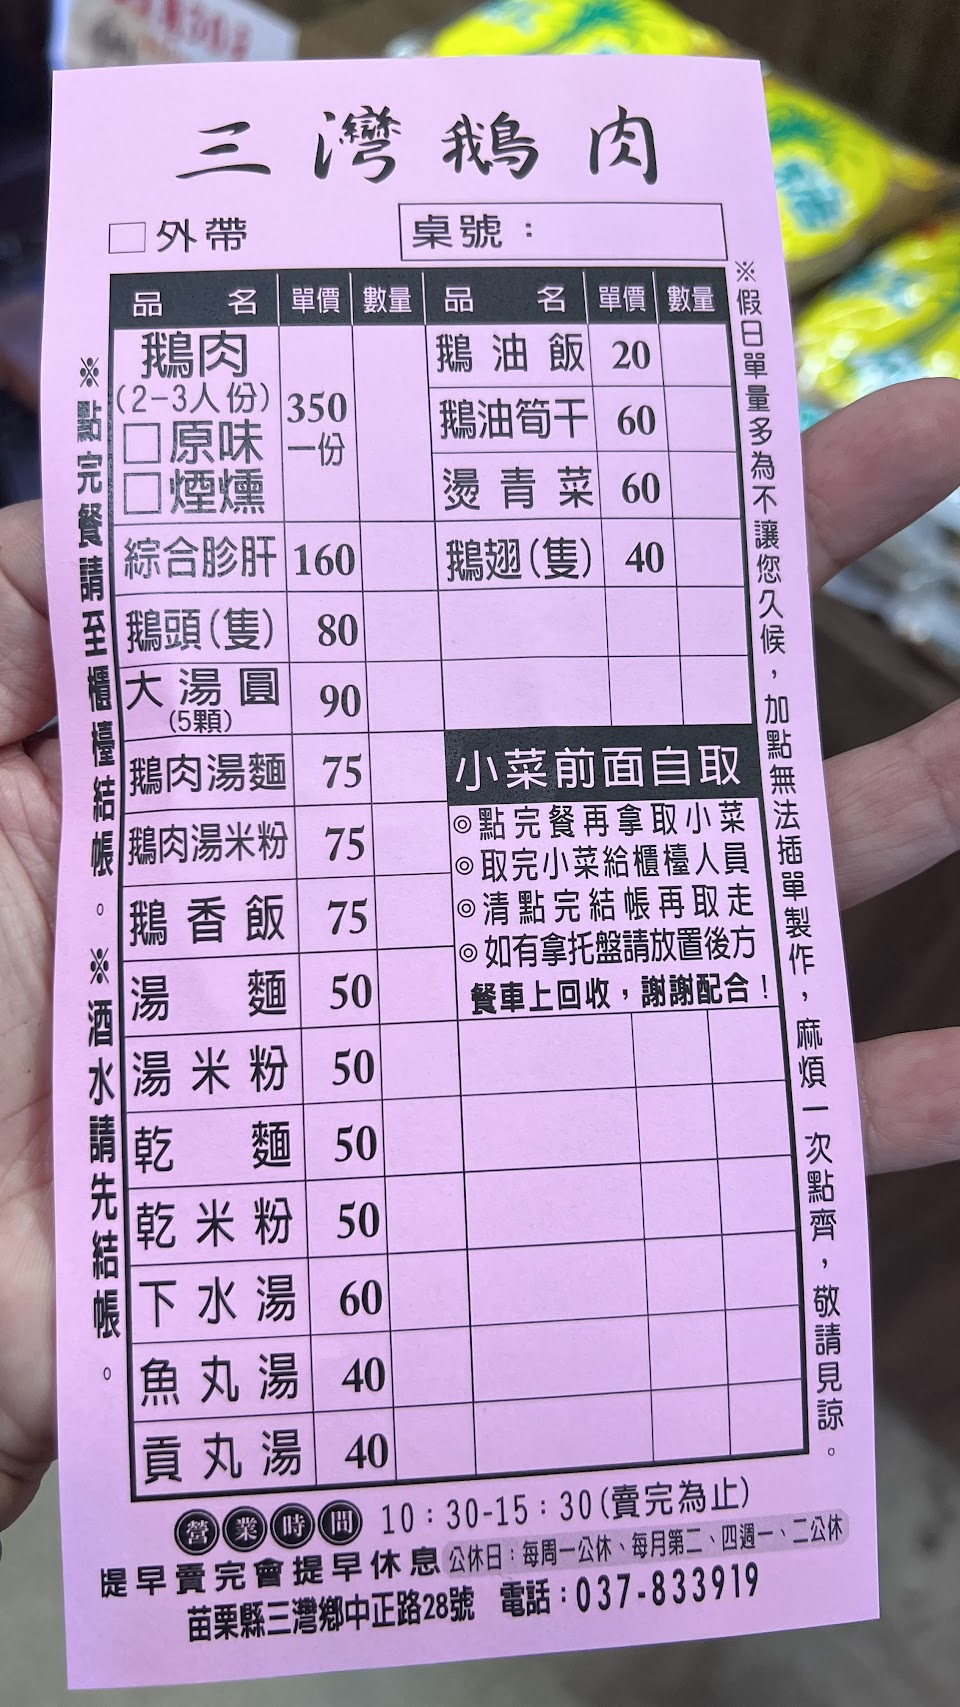 三灣鵝肉
□外帶
桌號：
品名 單價 數量 品名 單價 數量
鵝肉
(2-3人份)
□原味
□煙燻
350
一份
綜合胗肝 160
鵝頭(隻) 80
大湯圓
(5顆)
90
鵝肉湯麵 75
鵝肉湯米粉 75
鵝香飯 75
湯麵 50
湯米粉 50
乾麵 50
乾米粉 50
下水湯 60
魚丸湯 40
貢丸湯 40
鵝油飯 20
鵝油筍干 60
燙青菜 60
鵝翅(隻) 40
小菜前面自取
◎點完餐再拿取小菜
◎取完小菜給櫃檯人員
◎清點完結帳再取走
◎如有拿托盤請放置後方
餐車上回收，謝謝配合！
※點完餐請至櫃檯結帳。※酒水請先結帳。
※假日單量多為不讓您久候，加點無法插單製作，麻煩一次點齊，敬請見諒。
營業時間 10：30-15：30(賣完為止)
提早賣完會提早休息 公休日：每周一公休、每月第二、四週一、二公休
苗栗縣三灣鄉中正路28號 電話：037-833919